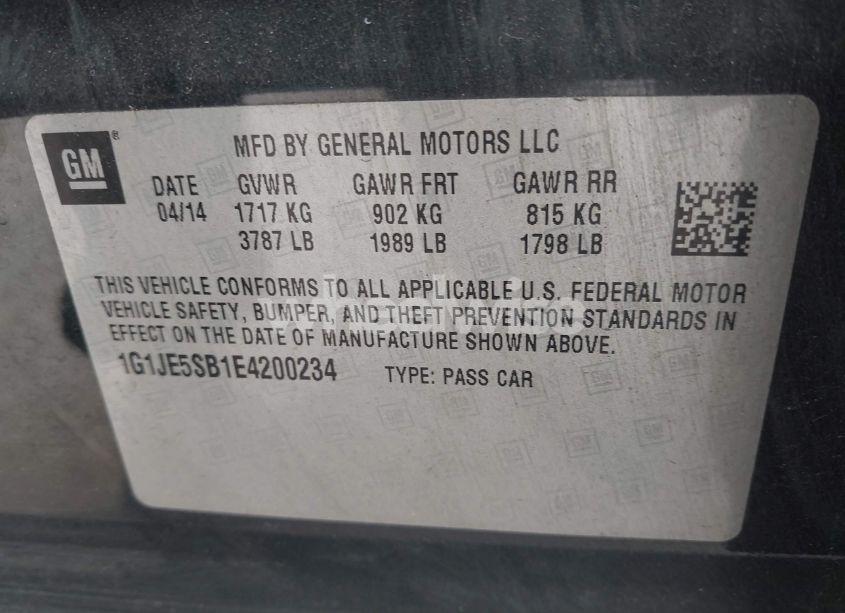 GM ®
MFD BY GENERAL MOTORS LLC
DATE GVWR GAWR FRT GAWR RR
04/14 1717 KG 902 KG 815 KG
3787 LB 1989 LB 1798 LB
THIS VEHICLE CONFORMS TO ALL APPLICABLE U.S. FEDERAL MOTOR
VEHICLE SAFETY, BUMPER, AND THEFT PREVENTION STANDARDS IN
EFFECT ON THE DATE OF MANUFACTURE SHOWN ABOVE.
1G1JE5SB1E4200234 TYPE: PASS CAR